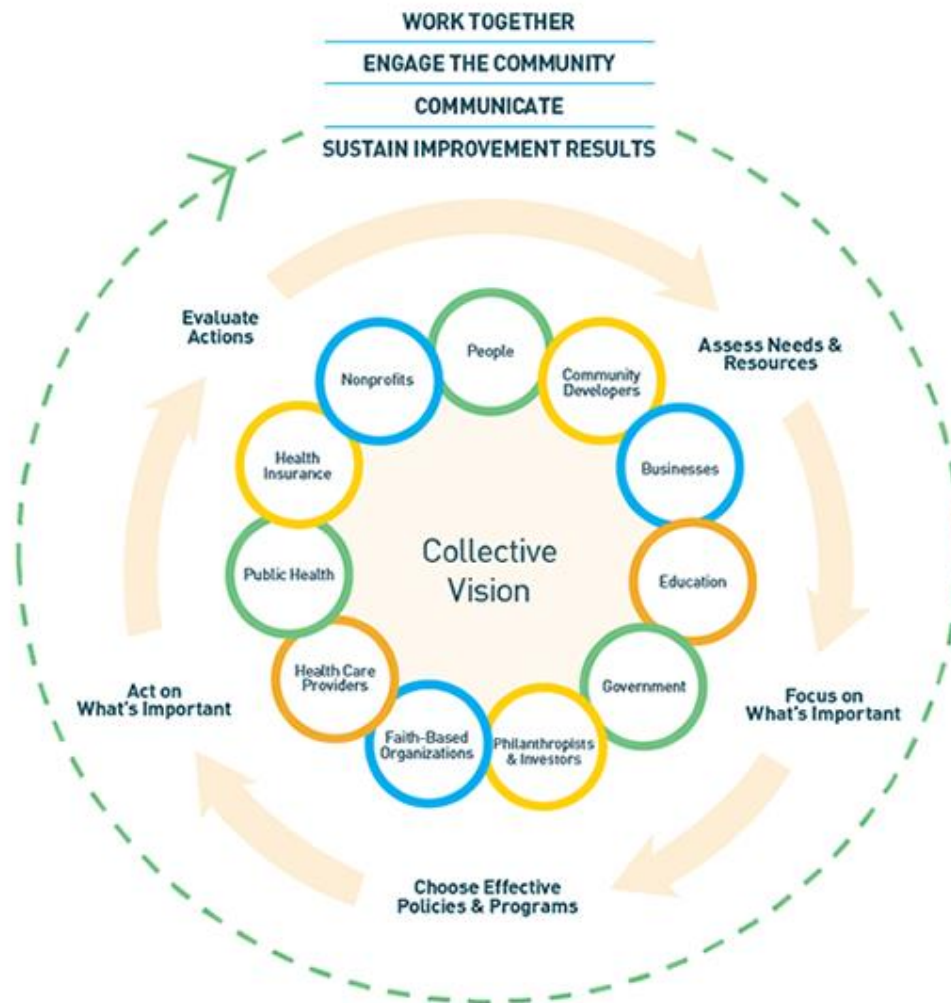 WORK TOGETHER
ENGAGE THE COMMUNITY
COMMUNICATE
SUSTAIN IMPROVEMENT RESULTS
Evaluate
Actions
Assess Needs &
Resources
Focus on
What's Important
Choose Effective
Policies & Programs
Act on
What's Important
People
Community
Developers
Businesses
Education
Government
Philanthropists
& Investors
Faith-Based
Organizations
Health Care
Providers
Public Health
Health
Insurance
Nonprofits
Collective
Vision